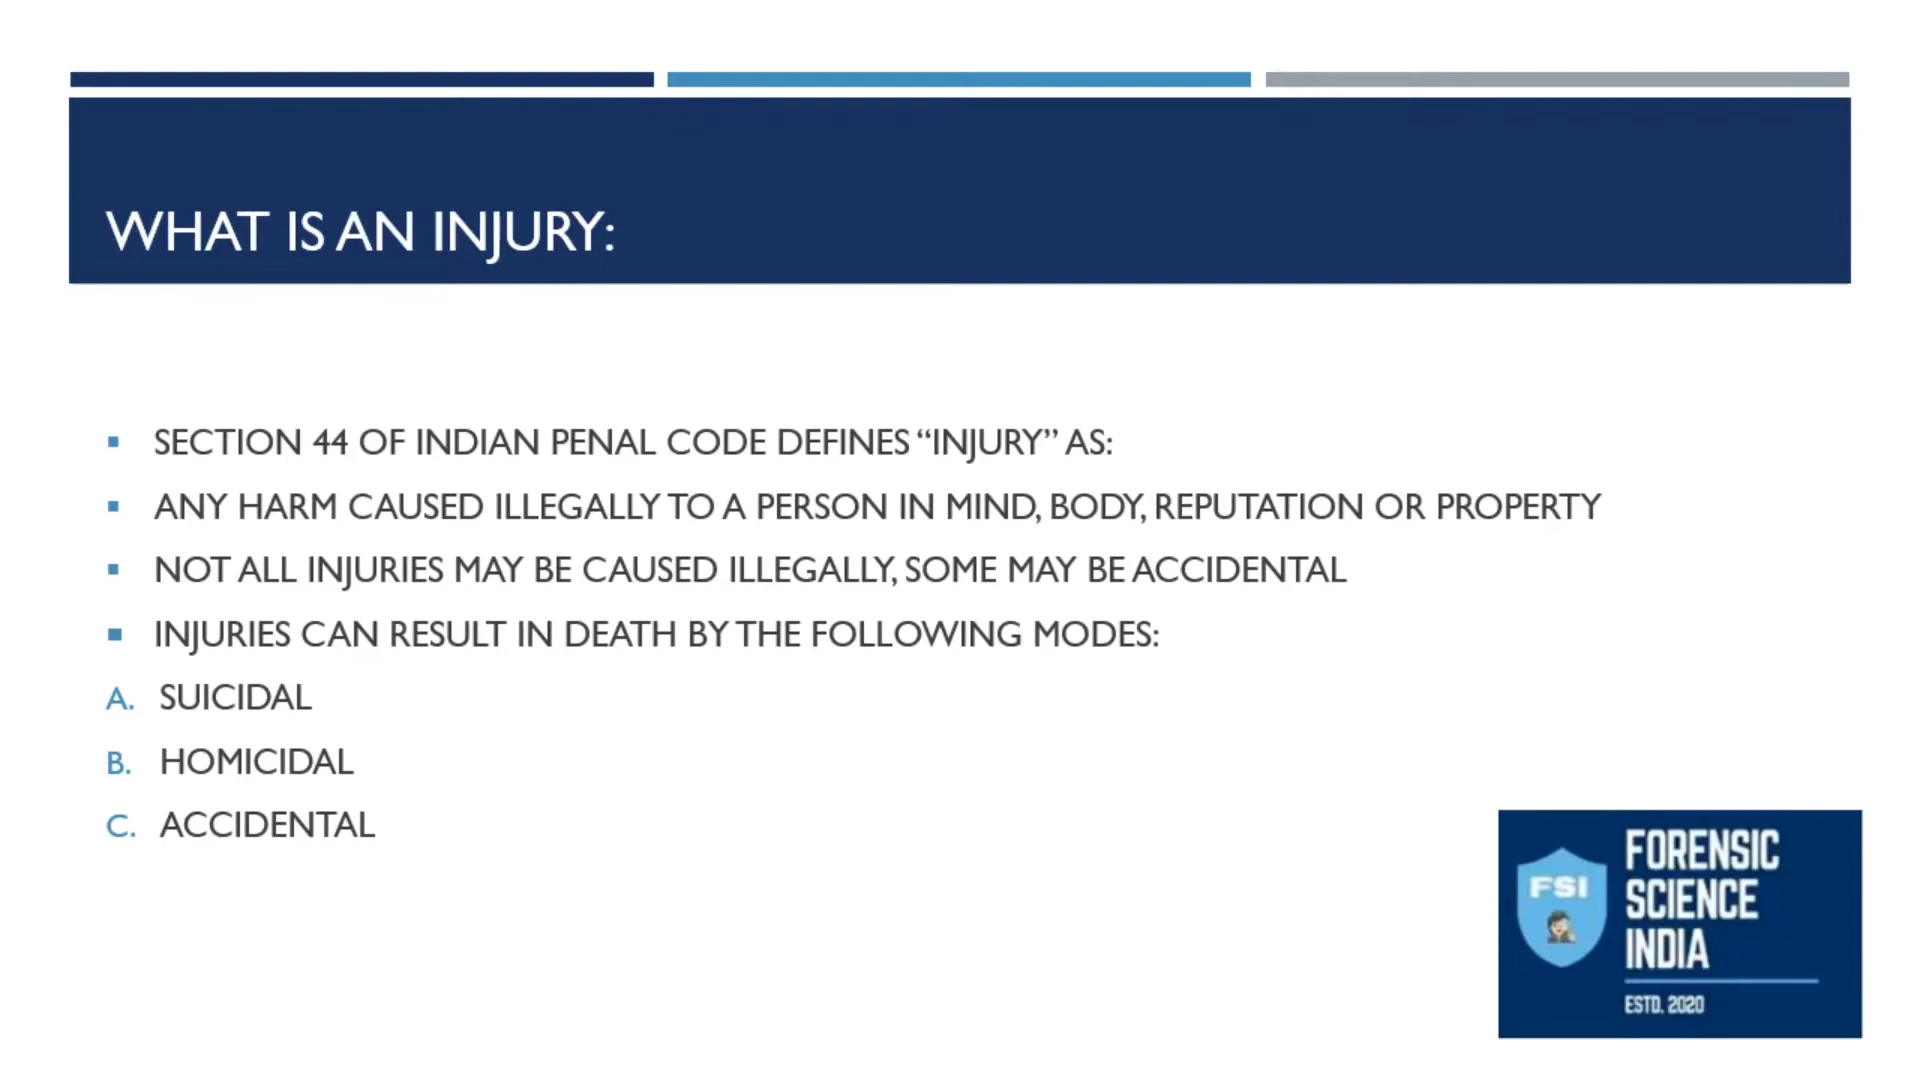 WHAT IS AN INJURY:
SECTION 44 OF INDIAN PENAL CODE DEFINES “INJURY” AS:
ANY HARM CAUSED ILLEGALLY TO A PERSON IN MIND, BODY, REPUTATION OR PROPERTY
NOT ALL INJURIES MAY BE CAUSED ILLEGALLY, SOME MAY BE ACCIDENTAL
INJURIES CAN RESULT IN DEATH BY THE FOLLOWING MODES:
A. SUICIDAL
B. HOMICIDAL
C. ACCIDENTAL
FSI
FORENSIC
SCIENCE
INDIA
ESTD. 2020